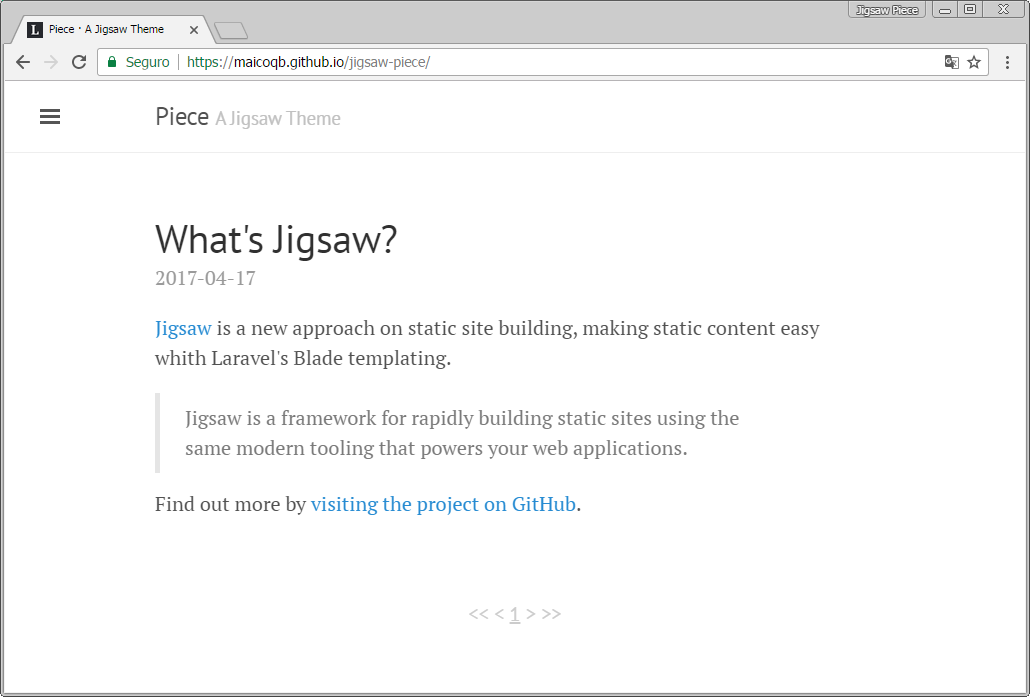 Jigsaw Piece
L Piece · A Jigsaw Theme
Seguro https://maicoqb.github.io/jigsaw-piece/
Piece A Jigsaw Theme
What's Jigsaw?
2017-04-17
Jigsaw is a new approach on static site building, making static content easy
whith Laravel's Blade templating.
Jigsaw is a framework for rapidly building static sites using the
same modern tooling that powers your web applications.
Find out more by visiting the project on GitHub.
<< < 1 > >>